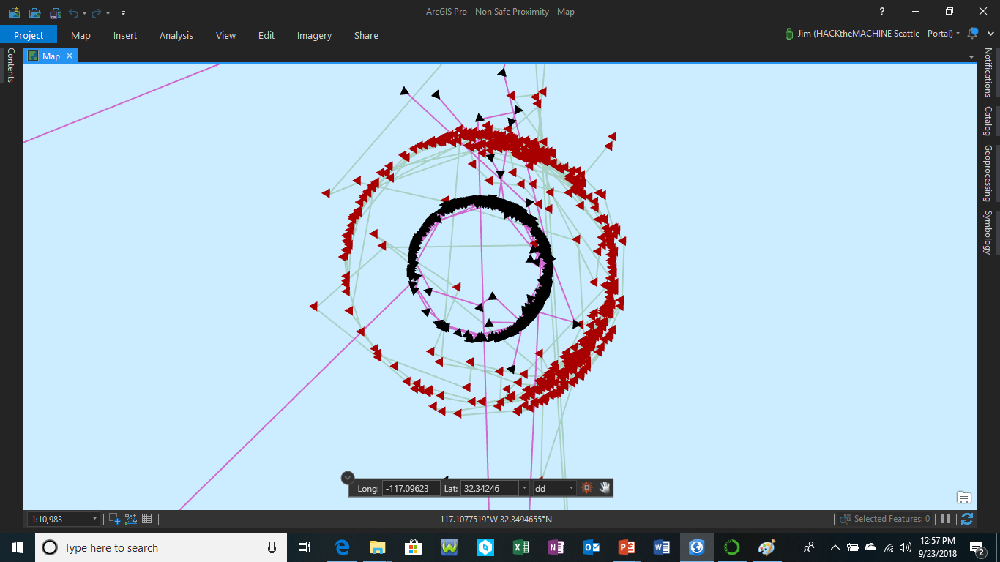 ArcGIS Pro - Non Safe Proximity - Map
?
Project Map Insert Analysis View Edit Imagery Share
Jim (HACKtheMACHINE Seattle - Portal)
Contents
Map
Notifications
Catalog
Geoprocessing
Symbology
Long: -117.09623 Lat: 32.34246 dd
1:10,983
117.1077519°W 32.3494655°N
Selected Features: 0
Type here to search
12:57 PM
9/23/2018
2